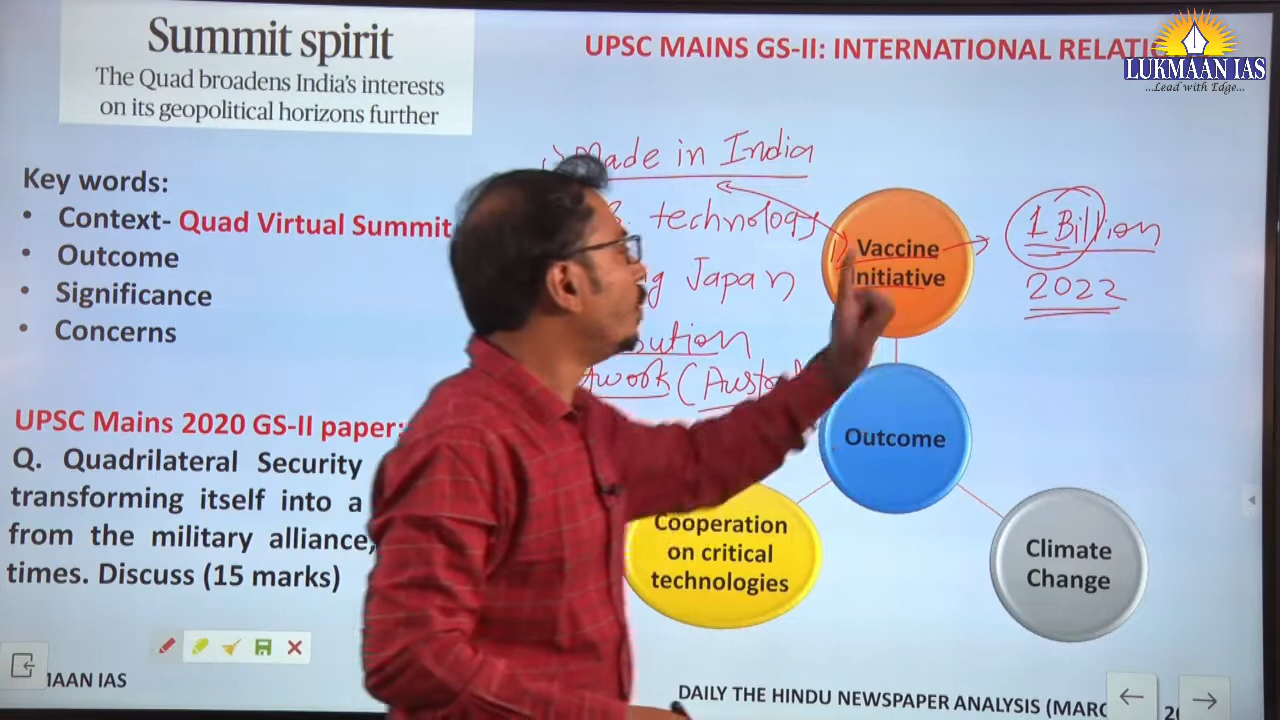 Summit spirit
The Quad broadens India's interests
on its geopolitical horizons further
UPSC MAINS GS-II: INTERNATIONAL
LUKMAAN IAS
...Lead with Edge...
Key words:
• Context- Quad Virtual Summit
• Outcome
• Significance
• Concerns
UPSC Mains 2020 GS-II paper:
Q. Quadrilateral Security
transforming itself into a
from the military alliance,
times. Discuss (15 marks)
Made in India
technology
Japan
(
Vaccine
Initiative
1 Billion
2022
Outcome
Cooperation
on critical
technologies
Climate
Change
IAS
DAILY THE HINDU NEWSPAPER ANALYSIS